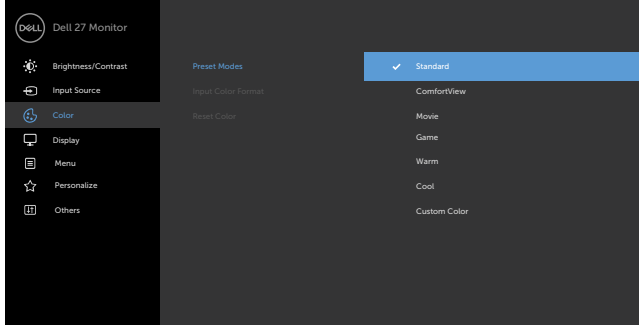 DELL Dell 27 Monitor
Brightness/Contrast Preset Modes Standard
Input Source Input Color Format ComfortView
Color Reset Color Movie
Display Game
Menu Warm
Personalize Cool
Others Custom Color